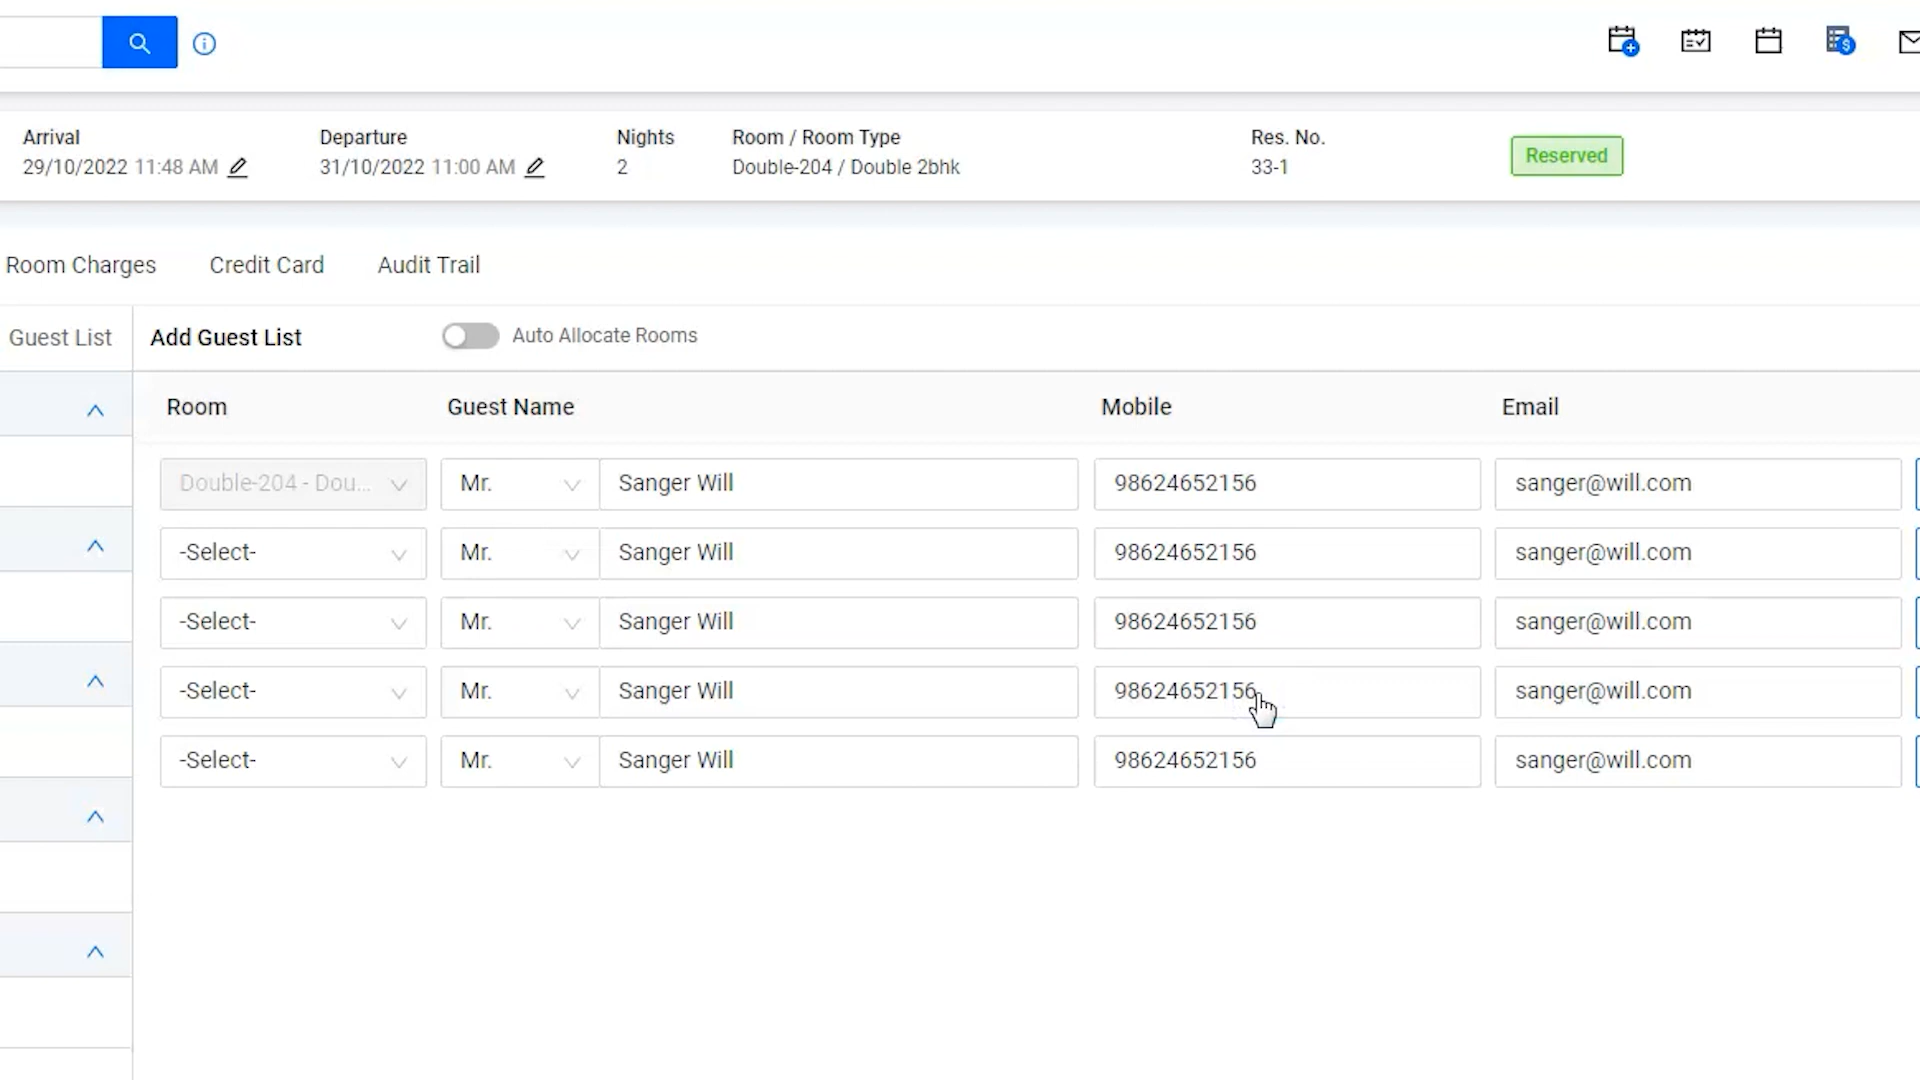 Arrival Departure Nights Room / Room Type Res. No.
29/10/2022 11:48 AM 31/10/2022 11:00 AM 2 Double-204 / Double 2bhk 33-1 Reserved
Room Charges Credit Card Audit Trail
Guest List Add Guest List Auto Allocate Rooms
Room Guest Name Mobile Email
Double-204 - Dou... Mr. Sanger Will 98624652156 sanger@will.com
-Select- Mr. Sanger Will 98624652156 sanger@will.com
-Select- Mr. Sanger Will 98624652156 sanger@will.com
-Select- Mr. Sanger Will 98624652156 sanger@will.com
-Select- Mr. Sanger Will 98624652156 sanger@will.com